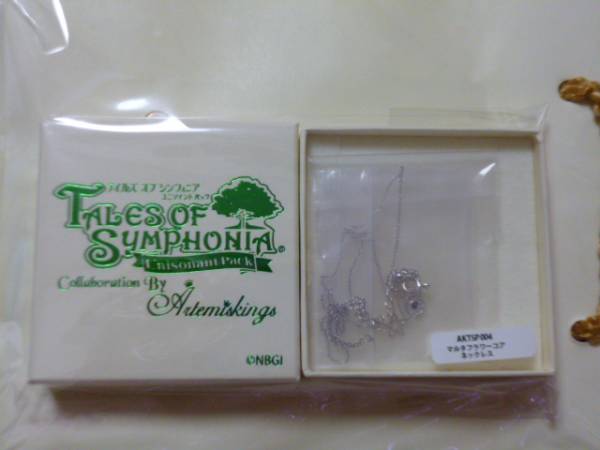 テイルズ オブ シンフォニア
ユニゾナントパック
TALES OF
SYMPHONIA®
Unisonant Pack
Collaboration By
Artemiskings
©NBGI
AKTSP004
マルタフラワーコア
ネックレス